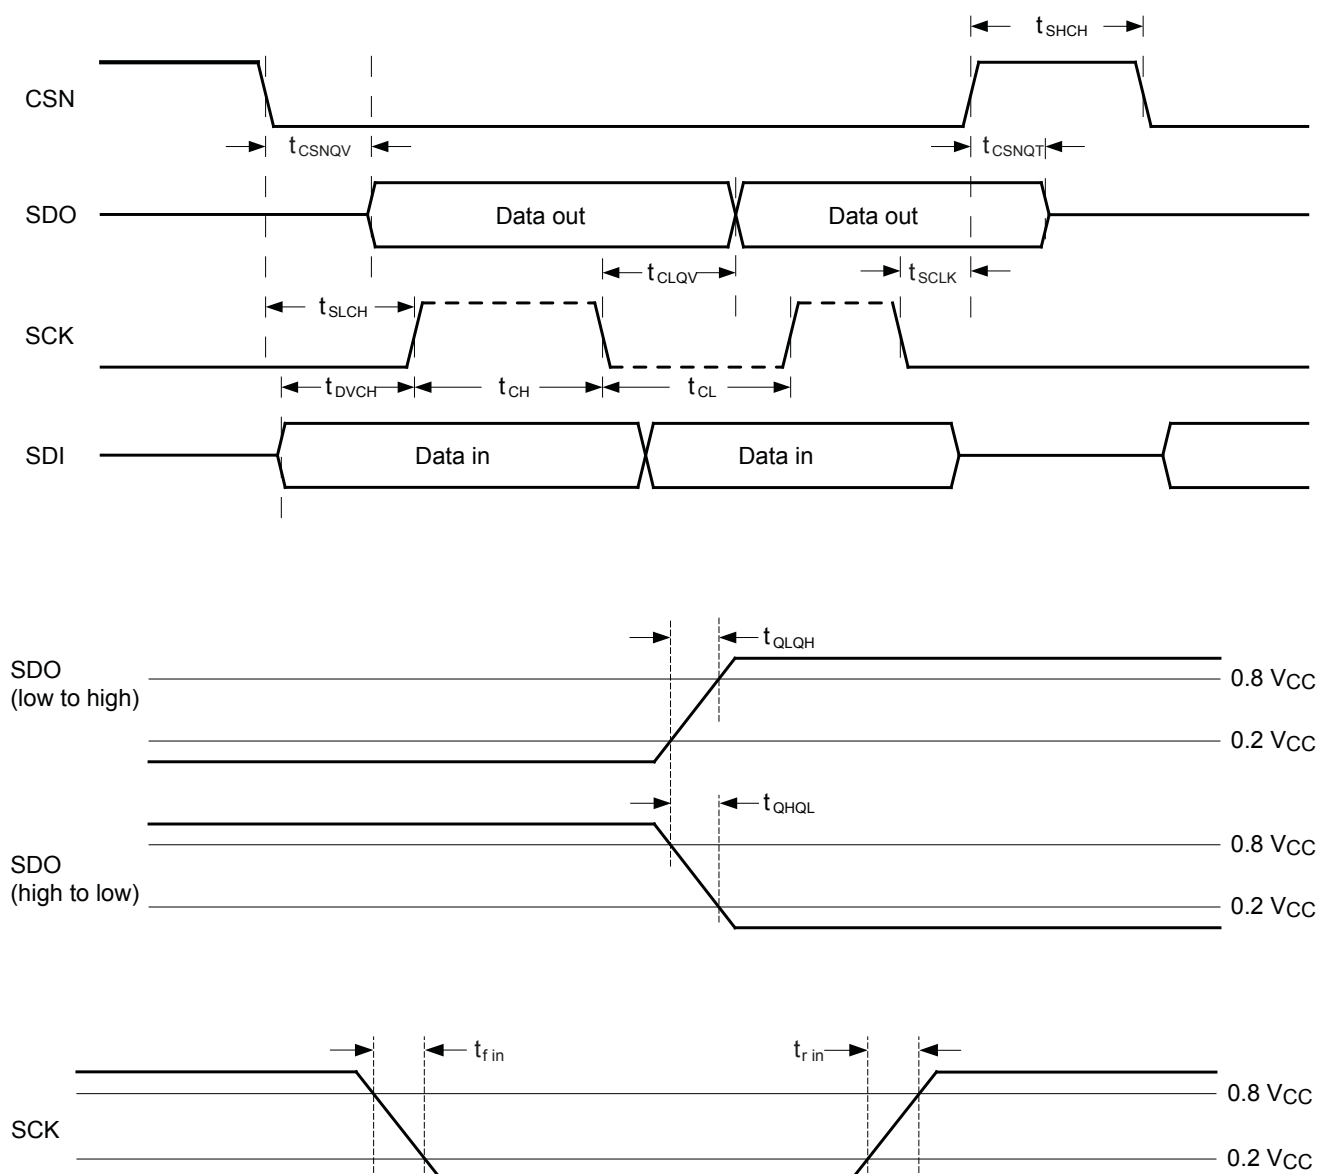 tSHCH
CSN
tCSNQV
tCSNQT
SDO
Data out
Data out
tCLQV
tSCLK
tSLCH
SCK
tDVCH
tCH
tCL
SDI
Data in
Data in
tQLQH
SDO
(low to high)
0.8 VCC
0.2 VCC
tQHQL
SDO
(high to low)
0.8 VCC
0.2 VCC
tf in
tr in
0.8 VCC
SCK
0.2 VCC